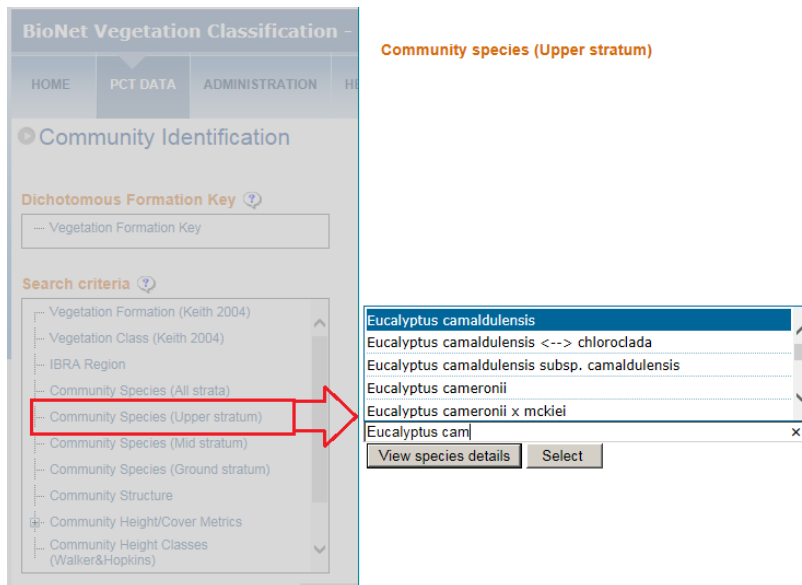 BioNet Vegetation Classification -
HOME PCT DATA ADMINISTRATION HE
Community Identification
Dichotomous Formation Key ?
Vegetation Formation Key
Search criteria ?
Vegetation Formation (Keith 2004)
Vegetation Class (Keith 2004)
IBRA Region
Community Species (All strata)
Community Species (Upper stratum)
Community Species (Mid stratum)
Community Species (Ground stratum)
Community Structure
Community Height/Cover Metrics
Community Height Classes
(Walker&Hopkins)
Community species (Upper stratum)
Eucalyptus camaldulensis
Eucalyptus camaldulensis <--> chloroclada
Eucalyptus camaldulensis subsp. camaldulensis
Eucalyptus cameronii
Eucalyptus cameronii x mckiei
Eucalyptus cam
View species details Select